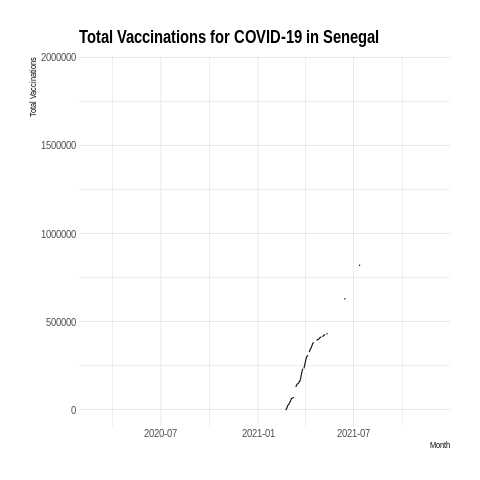 Total Vaccinations for COVID-19 in Senegal
Total Vaccinations
2000000
1500000
1000000
500000
0
2020-07
2021-01
2021-07
Month